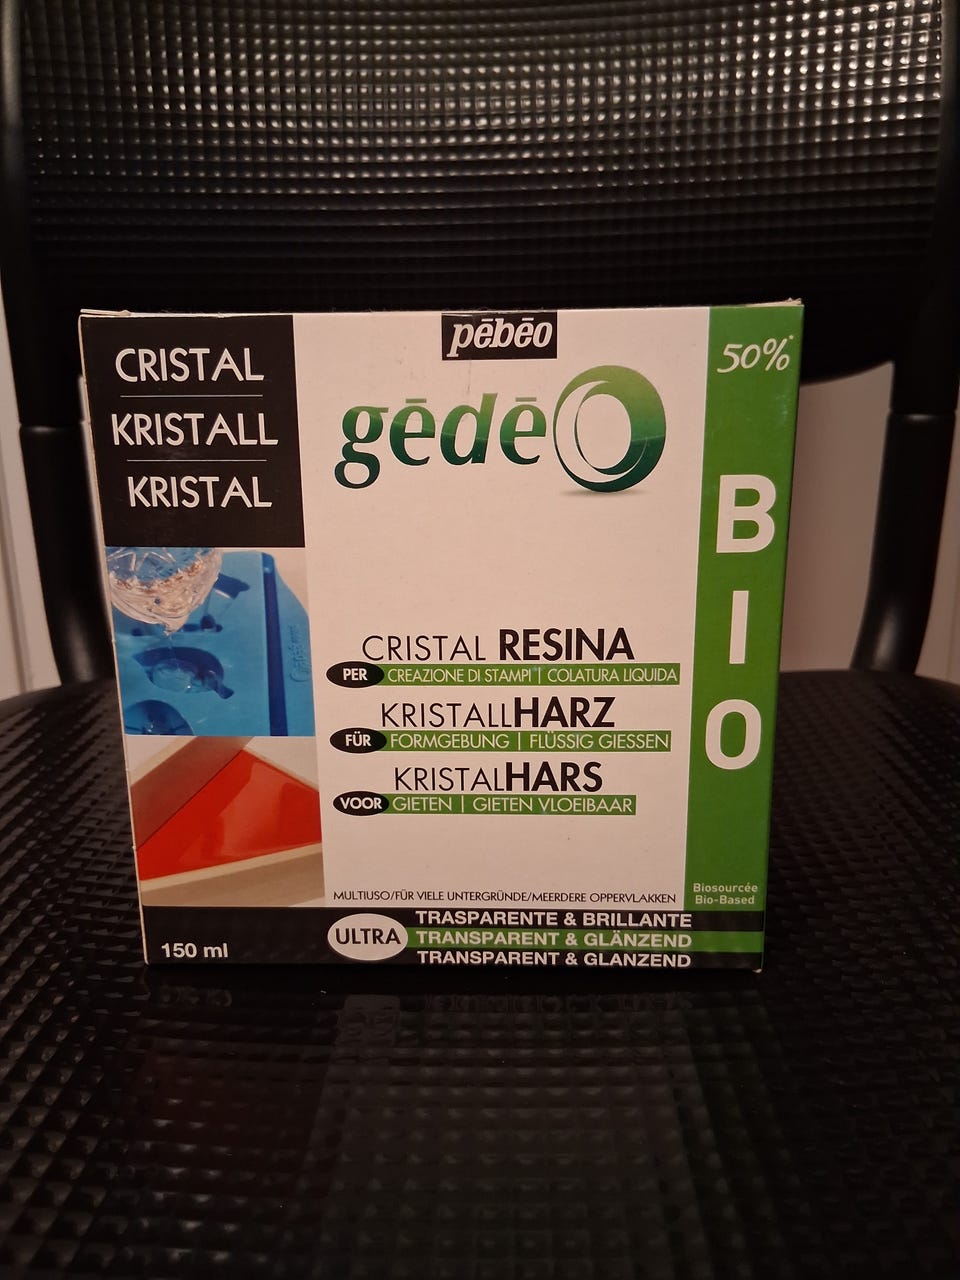 CRISTAL
KRISTALL
KRISTAL
pēbēo
gēdēO
50%*
BIO
CRISTAL RESINA
PER CREAZIONE DI STAMPI | COLATURA LIQUIDA
KRISTALLHARZ
FÜR FORMGEBUNG | FLÜSSIG GIESSEN
KRISTALHARS
VOOR GIETEN | GIETEN VLOEIBAAR
MULTIUSO/FÜR VIELE UNTERGRÜNDE/MEERDERE OPPERVLAKKEN
Biosourcée
Bio-Based
150 ml
ULTRA
TRASPARENTE & BRILLANTE
TRANSPARENT & GLÄNZEND
TRANSPARENT & GLANZEND